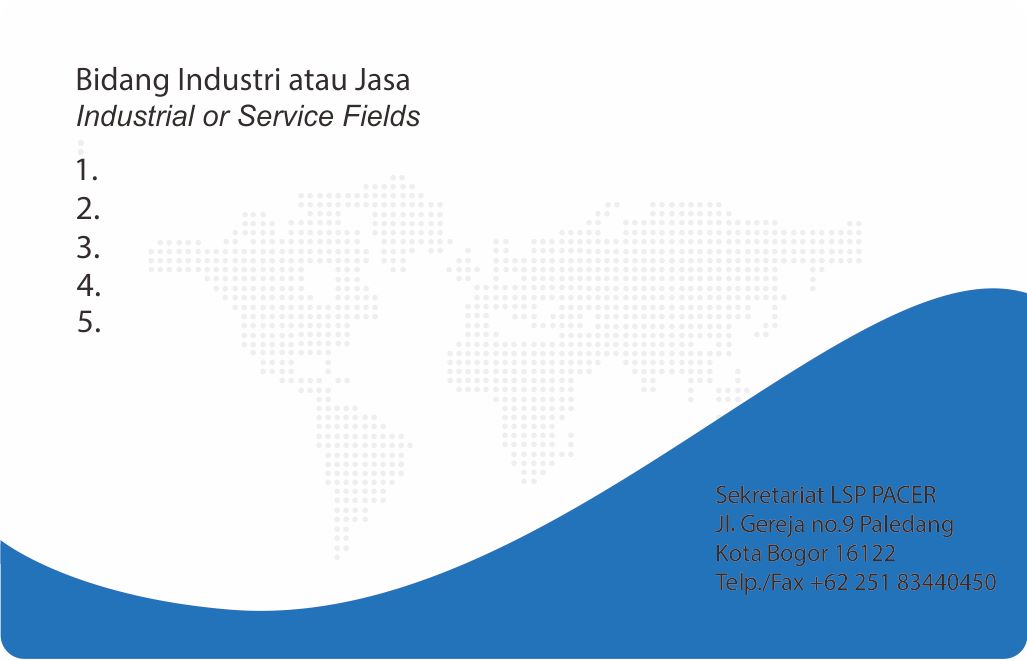 Bidang Industri atau Jasa
Industrial or Service Fields
1.
2.
3.
4.
5.
Sekretariat LSP PACER
Jl. Gereja no.9 Paledang
Kota Bogor 16122
Telp./Fax +62 251 83440450